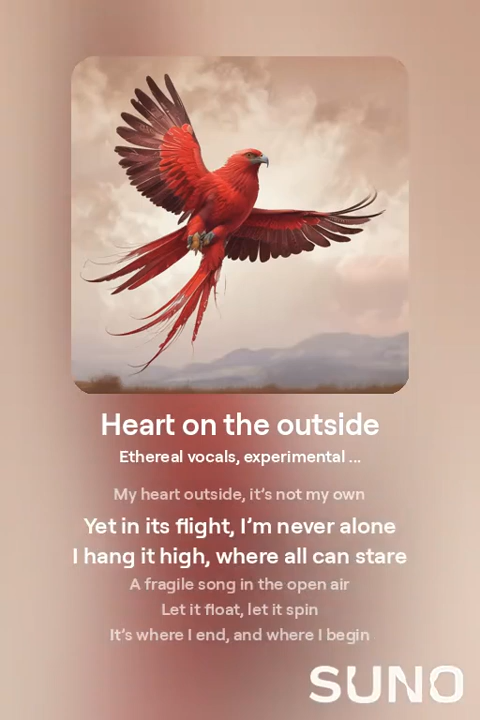 Heart on the outside
Ethereal vocals, experimental ...
My heart outside, it's not my own
Yet in its flight, I'm never alone
I hang it high, where all can stare
A fragile song in the open air
Let it float, let it spin
It's where I end, and where I begin
SUNO